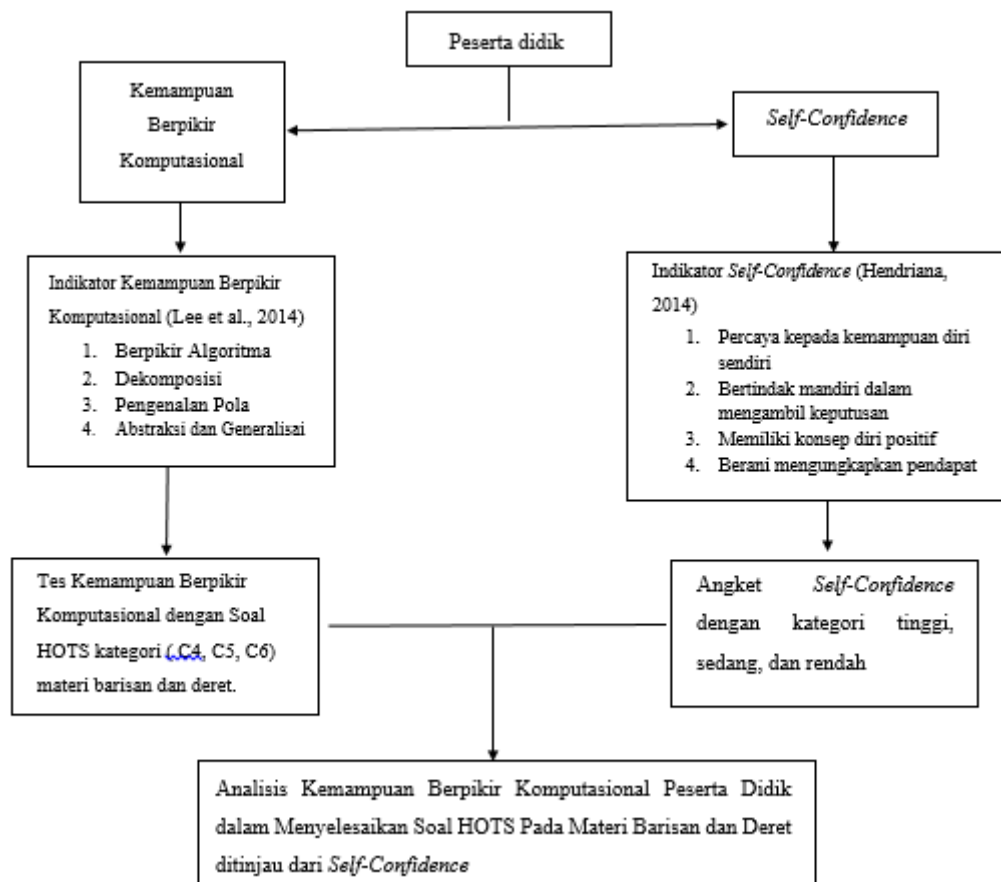 Peserta didik
Kemampuan
Berpikir
Komputasional
Self-Confidence
Indikator Kemampuan Berpikir
Komputasional (Lee et al., 2014)
1. Berpikir Algoritma
2. Dekomposisi
3. Pengenalan Pola
4. Abstraksi dan Generalisai
Indikator Self-Confidence (Hendriana,
2014)
1. Percaya kepada kemampuan diri
sendiri
2. Bertindak mandiri dalam
mengambil keputusan
3. Memiliki konsep diri positif
4. Berani mengungkapkan pendapat
Tes Kemampuan Berpikir
Komputasional dengan Soal
HOTS kategori ( C4, C5, C6)
materi barisan dan deret.
Angket Self-Confidence
dengan kategori tinggi,
sedang, dan rendah
Analisis Kemampuan Berpikir Komputasional Peserta Didik
dalam Menyelesaikan Soal HOTS Pada Materi Barisan dan Deret
ditinjau dari Self-Confidence